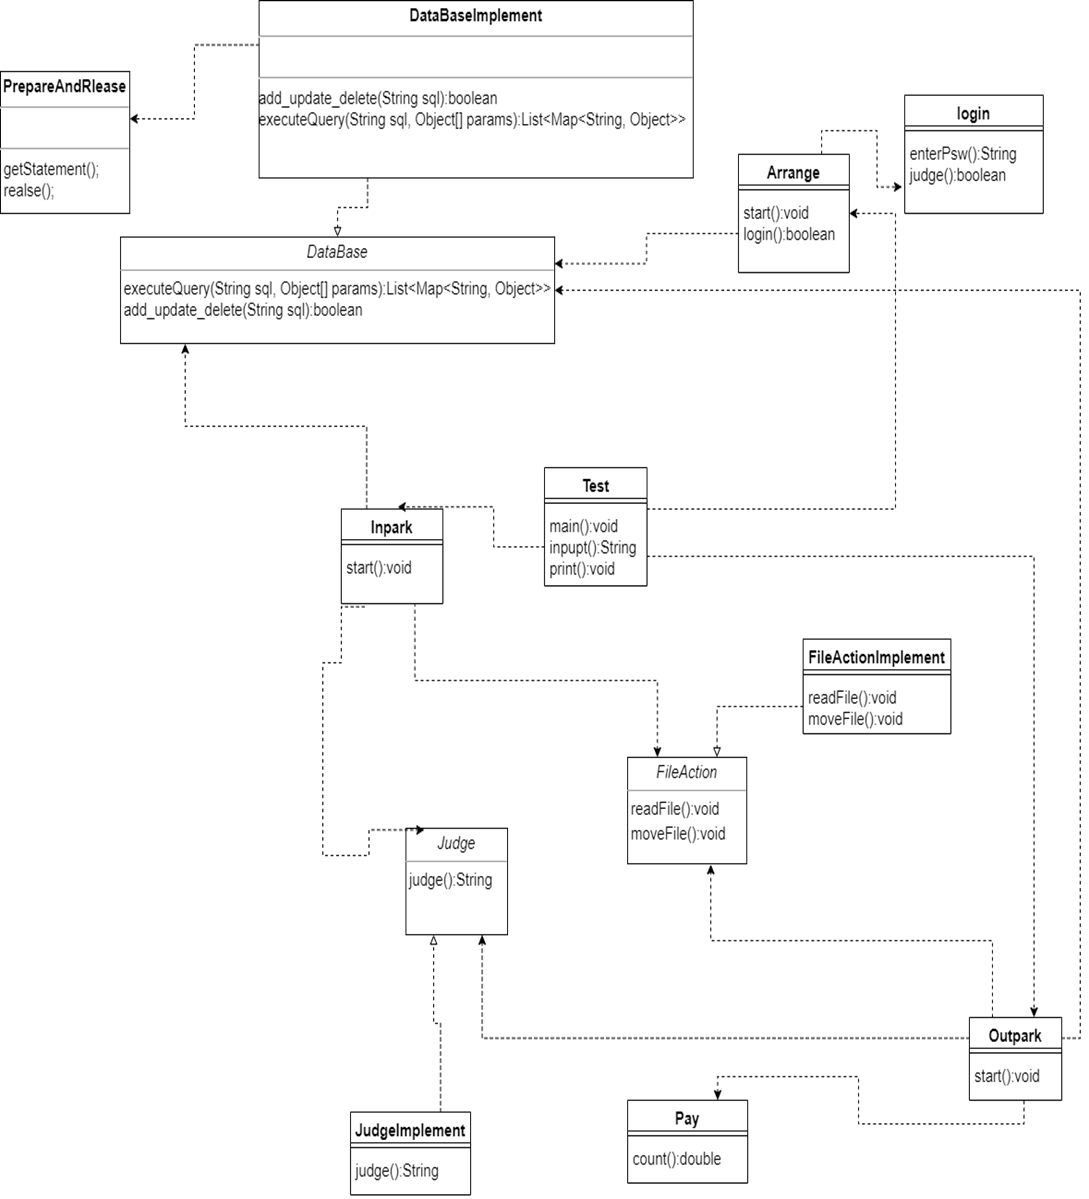 DataBaseImplement
add_update_delete(String sql):boolean
executeQuery(String sql, Object[] params):List<Map<String, Object>>
PrepareAndRlease
getStatement();
realse();
login
enterPsw():String
judge():boolean
Arrange
start():void
login():boolean
DataBase
executeQuery(String sql, Object[] params):List<Map<String, Object>>
add_update_delete(String sql):boolean
Test
main():void
inpupt():String
print():void
Inpark
start():void
FileActionImplement
readFile():void
moveFile():void
FileAction
readFile():void
moveFile():void
Judge
judge():String
Outpark
start():void
Pay
count():double
JudgeImplement
judge():String